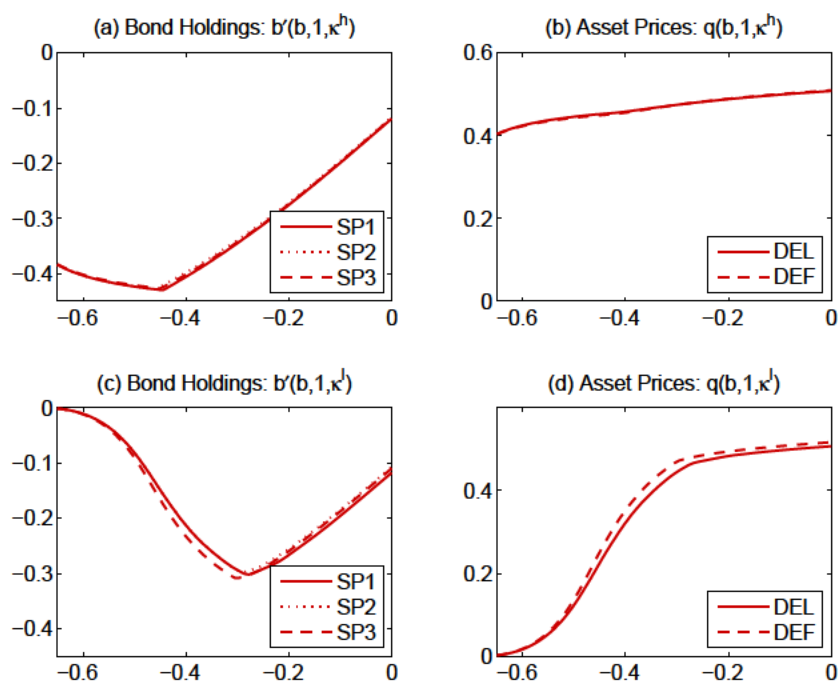 (a) Bond Holdings: b′(b,1,κʰ)
0
−0.1
−0.2
−0.3
−0.4
−0.6
−0.4
−0.2
0
SP1
SP2
SP3
(b) Asset Prices: q(b,1,κʰ)
0.6
0.4
0.2
0
−0.6
−0.4
−0.2
0
DEL
DEF
(c) Bond Holdings: b′(b,1,κˡ)
0
−0.1
−0.2
−0.3
−0.4
−0.6
−0.4
−0.2
0
SP1
SP2
SP3
(d) Asset Prices: q(b,1,κˡ)
0.4
0.2
0
−0.6
−0.4
−0.2
0
DEL
DEF